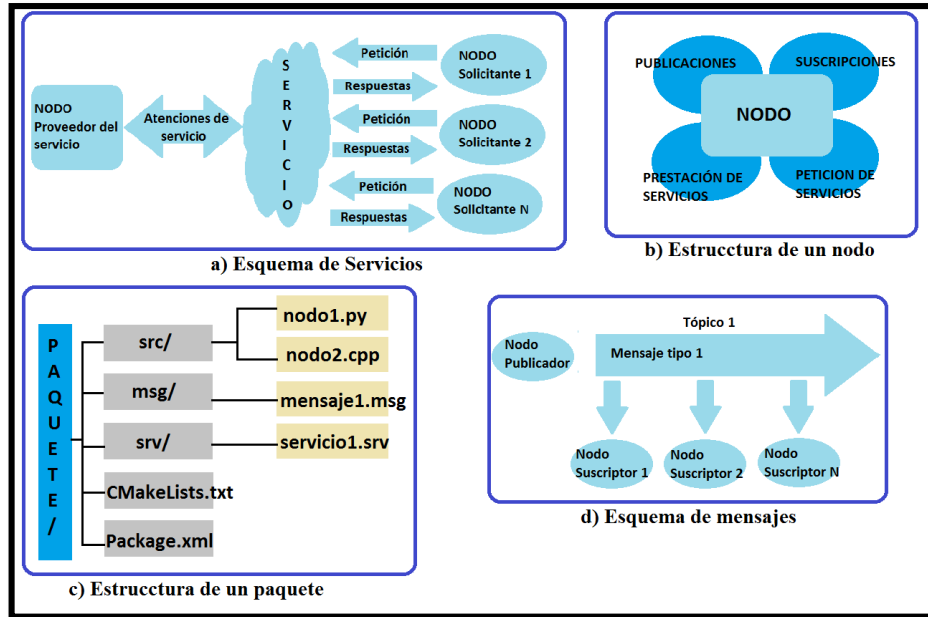 NODO
Proveedor del
servicio
Atenciones de
servicio
SERVICIO
Petición
Respuestas
Petición
Respuestas
Petición
Respuestas
NODO
Solicitante 1
NODO
Solicitante 2
NODO
Solicitante N
a) Esquema de Servicios
PUBLICACIONES
SUSCRIPCIONES
NODO
PRESTACIÓN DE
SERVICIOS
PETICION DE
SERVICIOS
b) Estrucctura de un nodo
PAQUETE/
src/
msg/
srv/
CMakeLists.txt
Package.xml
nodo1.py
nodo2.cpp
mensaje1.msg
servicio1.srv
c) Estrucctura de un paquete
Tópico 1
Nodo
Publicador
Mensaje tipo 1
Nodo
Suscriptor 1
Nodo
Suscriptor 2
Nodo
Suscriptor N
d) Esquema de mensajes